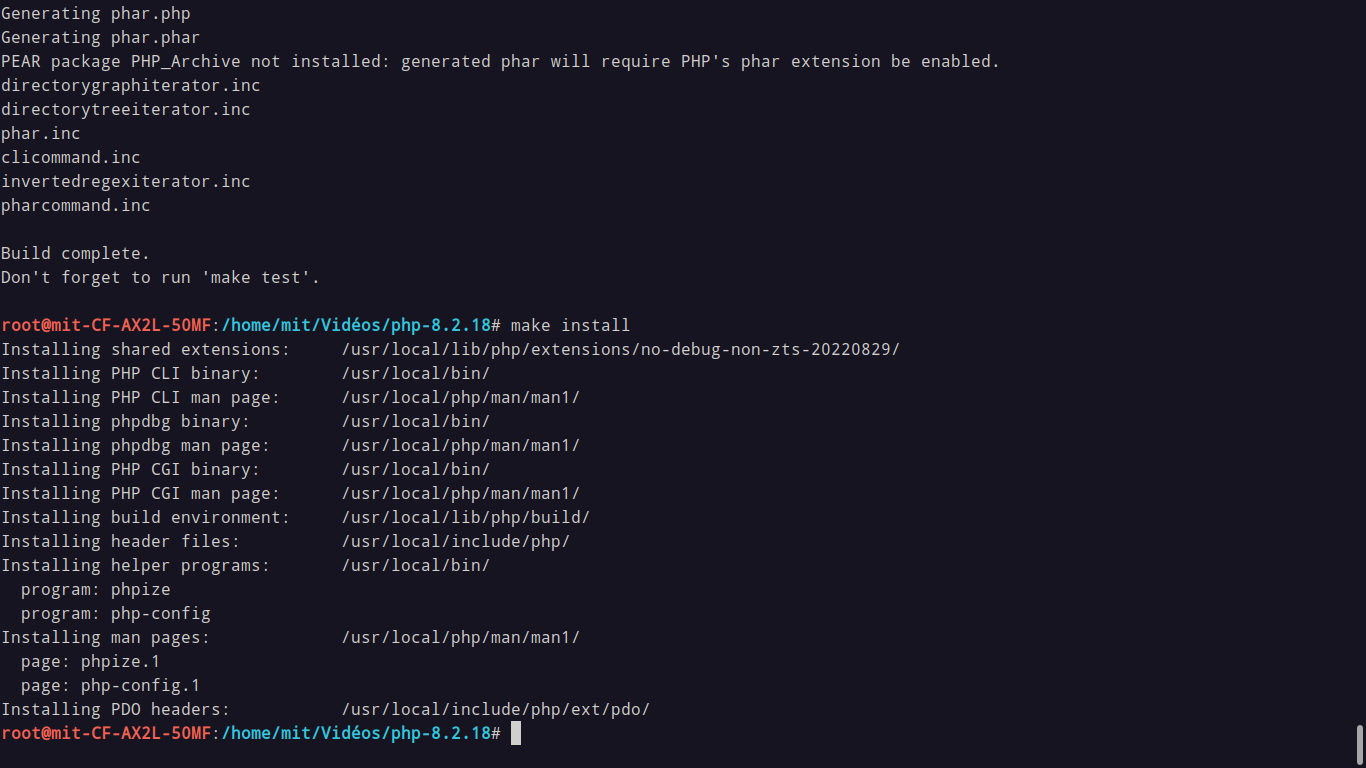 Generating phar.php
Generating phar.phar
PEAR package PHP_Archive not installed: generated phar will require PHP's phar extension be enabled.
directorygraphiterator.inc
directorytreeiterator.inc
phar.inc
clicommand.inc
invertedregexiterator.inc
pharcommand.inc

Build complete.
Don't forget to run 'make test'.

root@mit-CF-AX2L-50MF:/home/mit/Vidéos/php-8.2.18# make install
Installing shared extensions:     /usr/local/lib/php/extensions/no-debug-non-zts-20220829/
Installing PHP CLI binary:        /usr/local/bin/
Installing PHP CLI man page:      /usr/local/php/man/man1/
Installing phpdbg binary:         /usr/local/bin/
Installing phpdbg man page:       /usr/local/php/man/man1/
Installing PHP CGI binary:        /usr/local/bin/
Installing PHP CGI man page:      /usr/local/php/man/man1/
Installing build environment:     /usr/local/lib/php/build/
Installing header files:          /usr/local/include/php/
Installing helper programs:       /usr/local/bin/
  program: phpize
  program: php-config
Installing man pages:             /usr/local/php/man/man1/
  page: phpize.1
  page: php-config.1
Installing PDO headers:           /usr/local/include/php/ext/pdo/
root@mit-CF-AX2L-50MF:/home/mit/Vidéos/php-8.2.18#